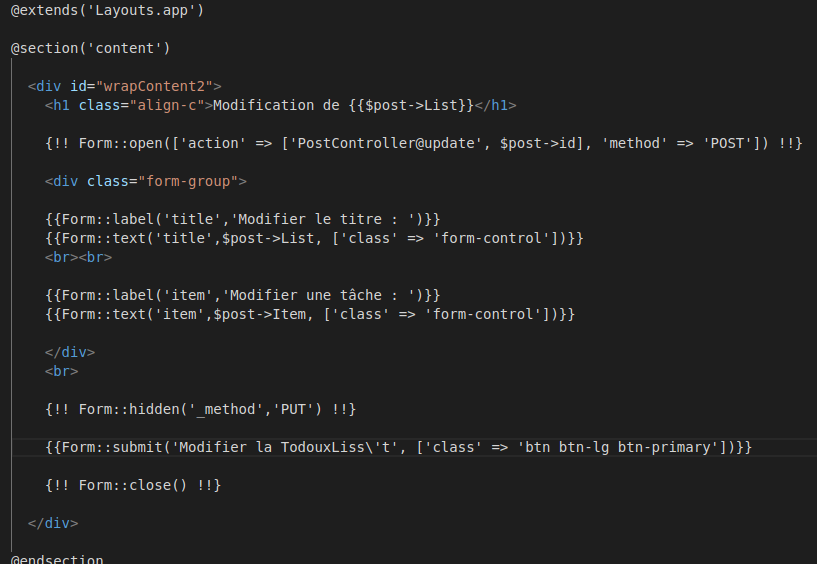 @extends('Layouts.app')
@section('content')
<div id="wrapContent2">
<h1 class="align-c">Modification de {{$post->List}}</h1>
{!! Form::open(['action' => ['PostController@update', $post->id], 'method' => 'POST']) !!}
<div class="form-group">
{{Form::label('title','Modifier le titre : ')}}
{{Form::text('title',$post->List, ['class' => 'form-control'])}}
<br><br>
{{Form::label('item','Modifier une tâche : ')}}
{{Form::text('item',$post->Item, ['class' => 'form-control'])}}
</div>
<br>
{!! Form::hidden('_method','PUT') !!}
{{Form::submit('Modifier la TodouxLiss\'t', ['class' => 'btn btn-lg btn-primary'])}}
{!! Form::close() !!}
</div>
@endsection